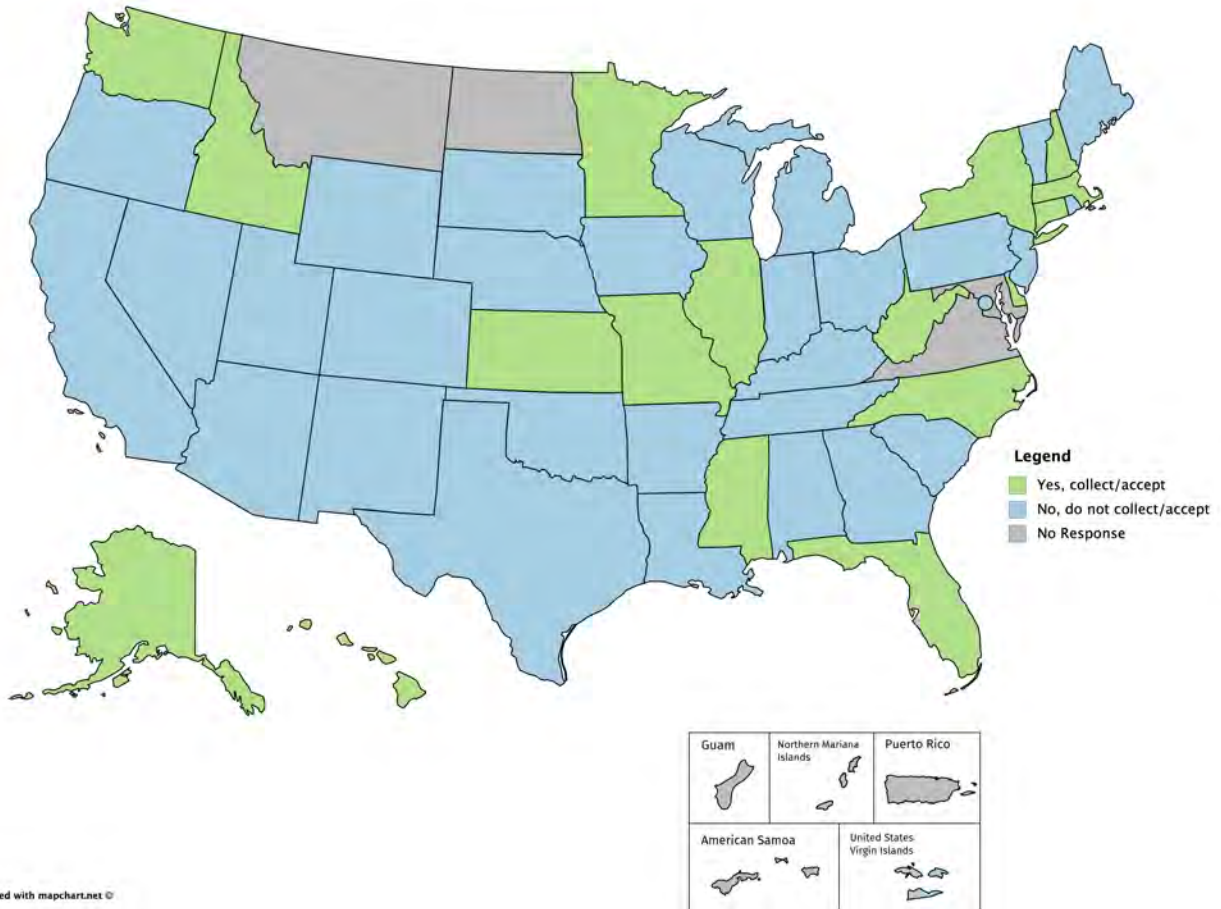 Legend
Yes, collect/accept
No, do not collect/accept
No Response
Guam
Northern Mariana
Islands
Puerto Rico
American Samoa
United States
Virgin Islands
ed with mapchart.net ©